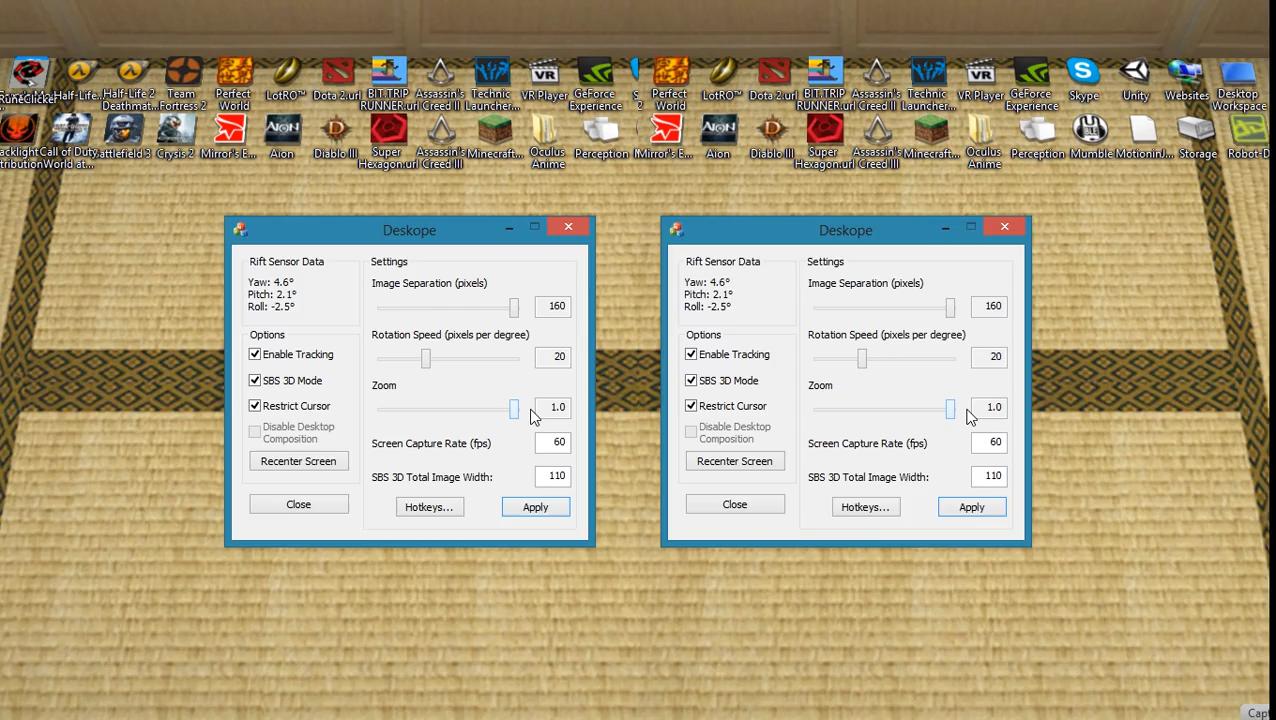 RuneClicker Half-Life... Half-Life 2 Deathmat... Team Fortress 2 Perfect World LotRO™ Dota 2.url BIT.TRIP RUNNER.url Assassin's Creed II Technic Launcher... VR Player GeForce Experience S Perfect World LotRO™ Dota 2.url BIT.TRIP RUNNER.url Assassin's Creed II Technic Launcher... VR Player GeForce Experience Skype Unity Websites Desktop Workspace
acklight tribution Call of Duty World at... attlefield 3 Crysis 2 Mirror's E... Aion Diablo III Super Hexagon.url Assassin's Creed III Minecraft... Oculus Anime Perception Mirror's E... Aion Diablo III Super Hexagon.url Assassin's Creed III Minecraft... Oculus Anime Perception Mumble MotioninJ... Storage Robot-D
Deskope
Rift Sensor Data
Yaw: 4.6°
Pitch: 2.1°
Roll: -2.5°
Options
Enable Tracking
SBS 3D Mode
Restrict Cursor
Disable Desktop
Composition
Recenter Screen
Close
Settings
Image Separation (pixels)
160
Rotation Speed (pixels per degree)
20
Zoom
1.0
Screen Capture Rate (fps) 60
SBS 3D Total Image Width: 110
Hotkeys... Apply
Deskope
Rift Sensor Data
Yaw: 4.6°
Pitch: 2.1°
Roll: -2.5°
Options
Enable Tracking
SBS 3D Mode
Restrict Cursor
Disable Desktop
Composition
Recenter Screen
Close
Settings
Image Separation (pixels)
160
Rotation Speed (pixels per degree)
20
Zoom
1.0
Screen Capture Rate (fps) 60
SBS 3D Total Image Width: 110
Hotkeys... Apply
Capt